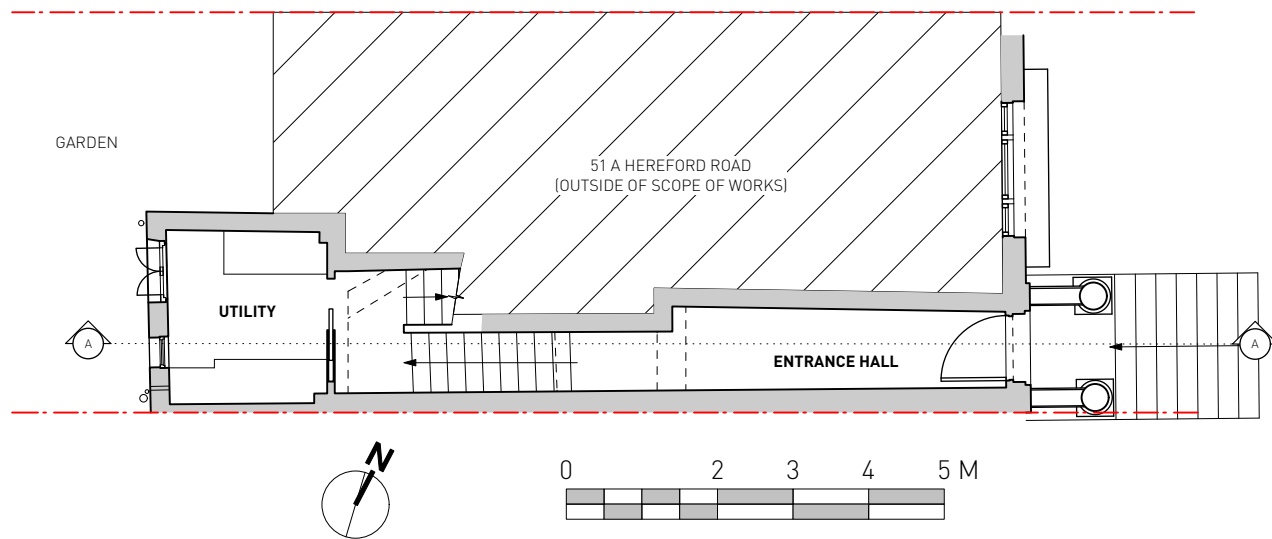 GARDEN
51 A HEREFORD ROAD
(OUTSIDE OF SCOPE OF WORKS)
UTILITY
A
ENTRANCE HALL
A
N
0 2 3 4 5 M